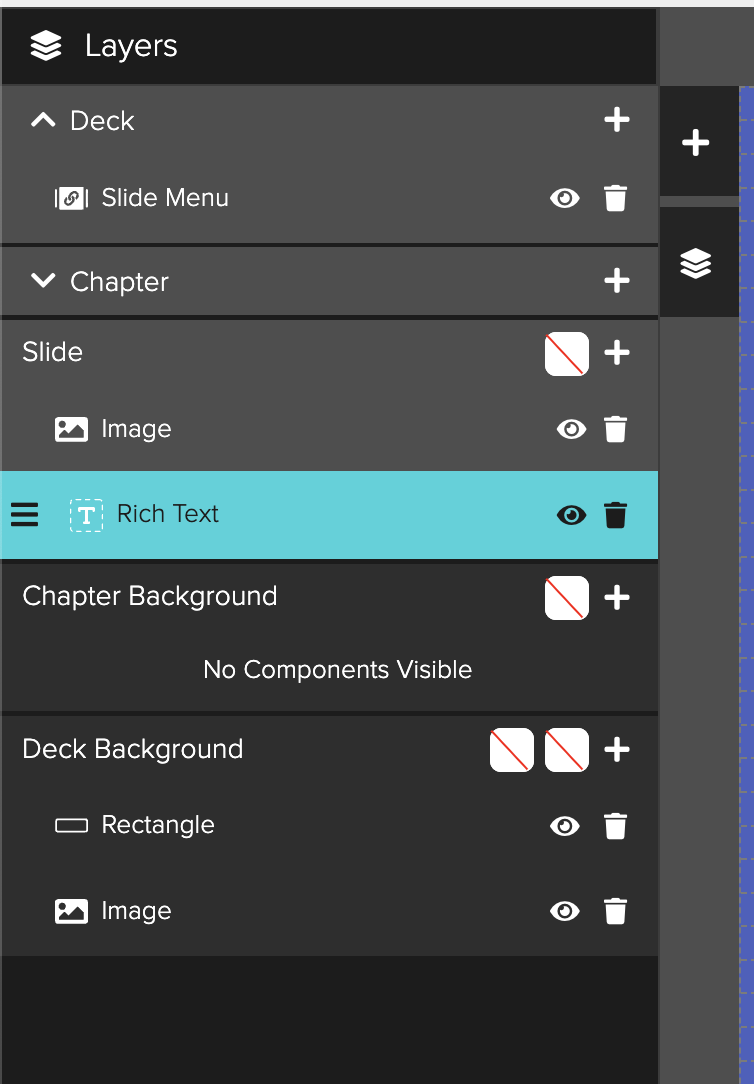 Layers
Deck
Slide Menu
Chapter
Slide
Image
Rich Text
Chapter Background
No Components Visible
Deck Background
Rectangle
Image